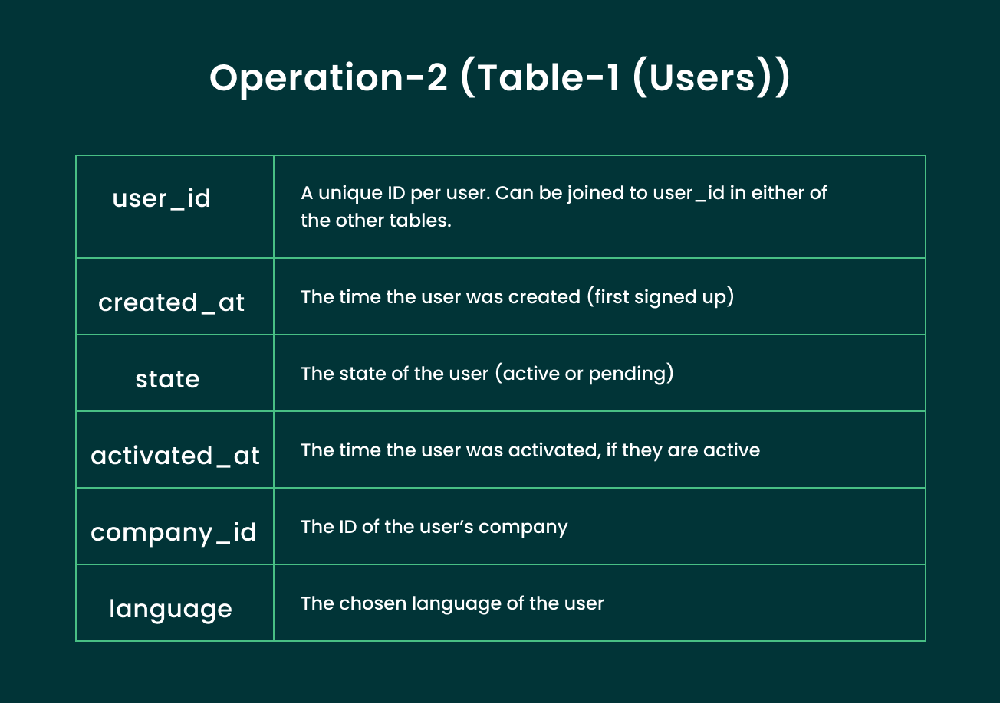 Operation-2 (Table-1 (Users))
user_id
A unique ID per user. Can be joined to user_id in either of
the other tables.
created_at
The time the user was created (first signed up)
state
The state of the user (active or pending)
activated_at
The time the user was activated, if they are active
company_id
The ID of the user’s company
language
The chosen language of the user